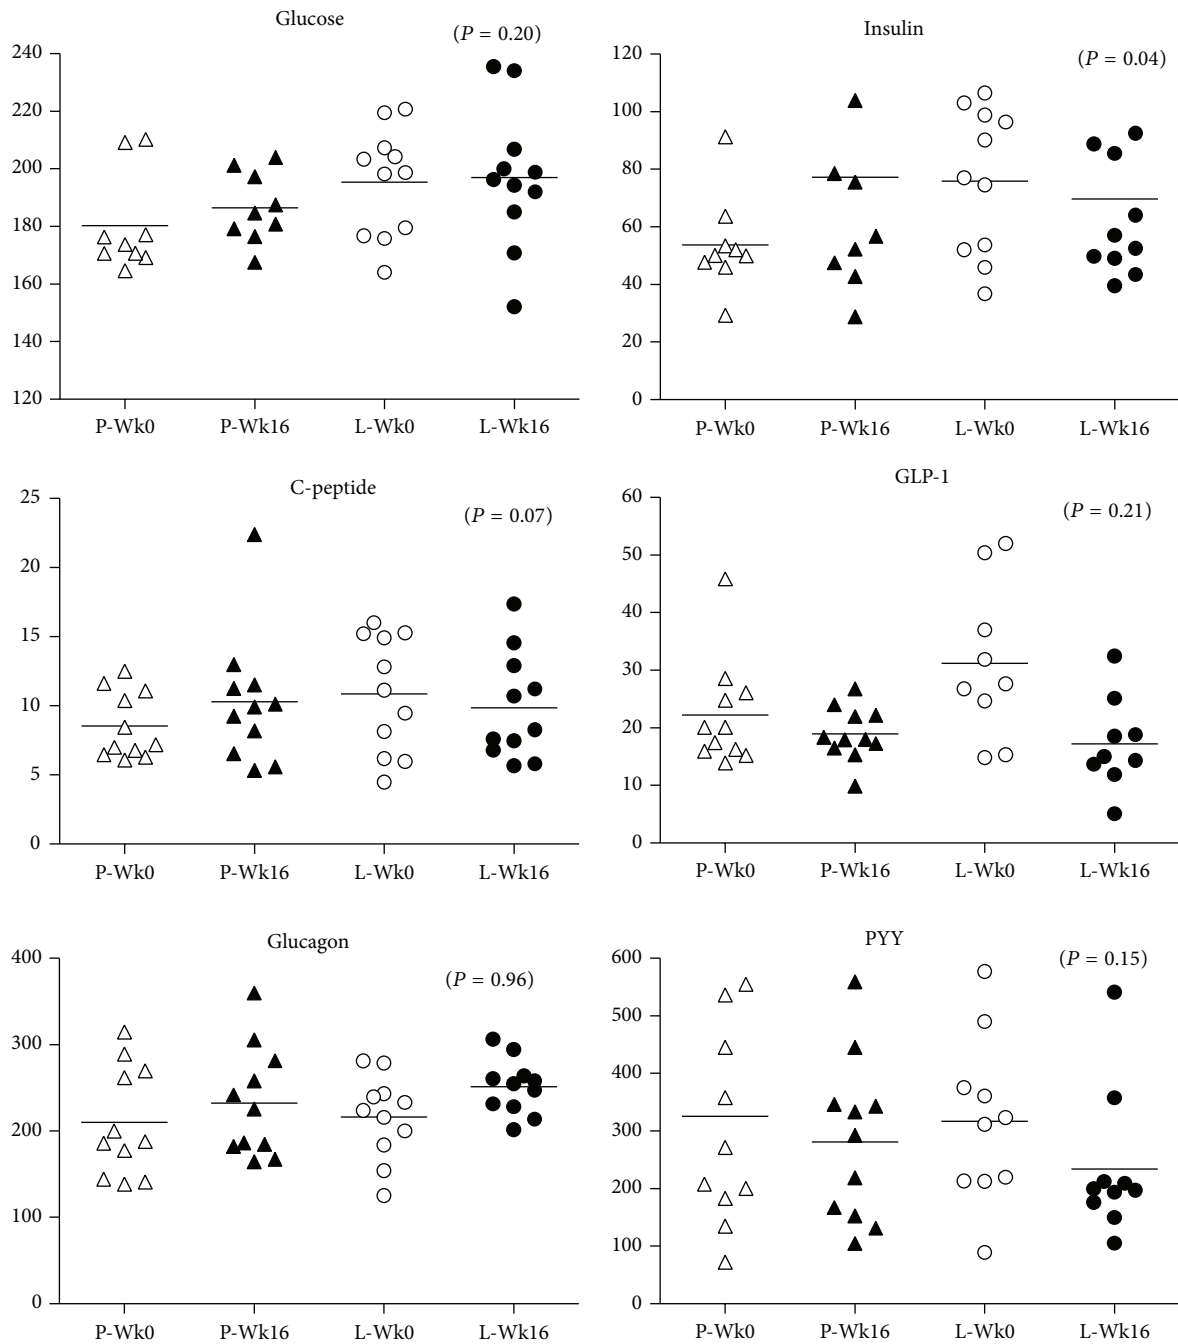 Glucose
(P = 0.20)
240
220
200
180
160
140
120
P-Wk0 P-Wk16 L-Wk0 L-Wk16
Insulin
(P = 0.04)
120
100
80
60
40
20
0
P-Wk0 P-Wk16 L-Wk0 L-Wk16
C-peptide
(P = 0.07)
25
20
15
10
5
0
P-Wk0 P-Wk16 L-Wk0 L-Wk16
GLP-1
(P = 0.21)
60
50
40
30
20
10
0
P-Wk0 P-Wk16 L-Wk0 L-Wk16
Glucagon
(P = 0.96)
400
300
200
100
0
P-Wk0 P-Wk16 L-Wk0 L-Wk16
PYY
(P = 0.15)
600
500
400
300
200
100
0
P-Wk0 P-Wk16 L-Wk0 L-Wk16